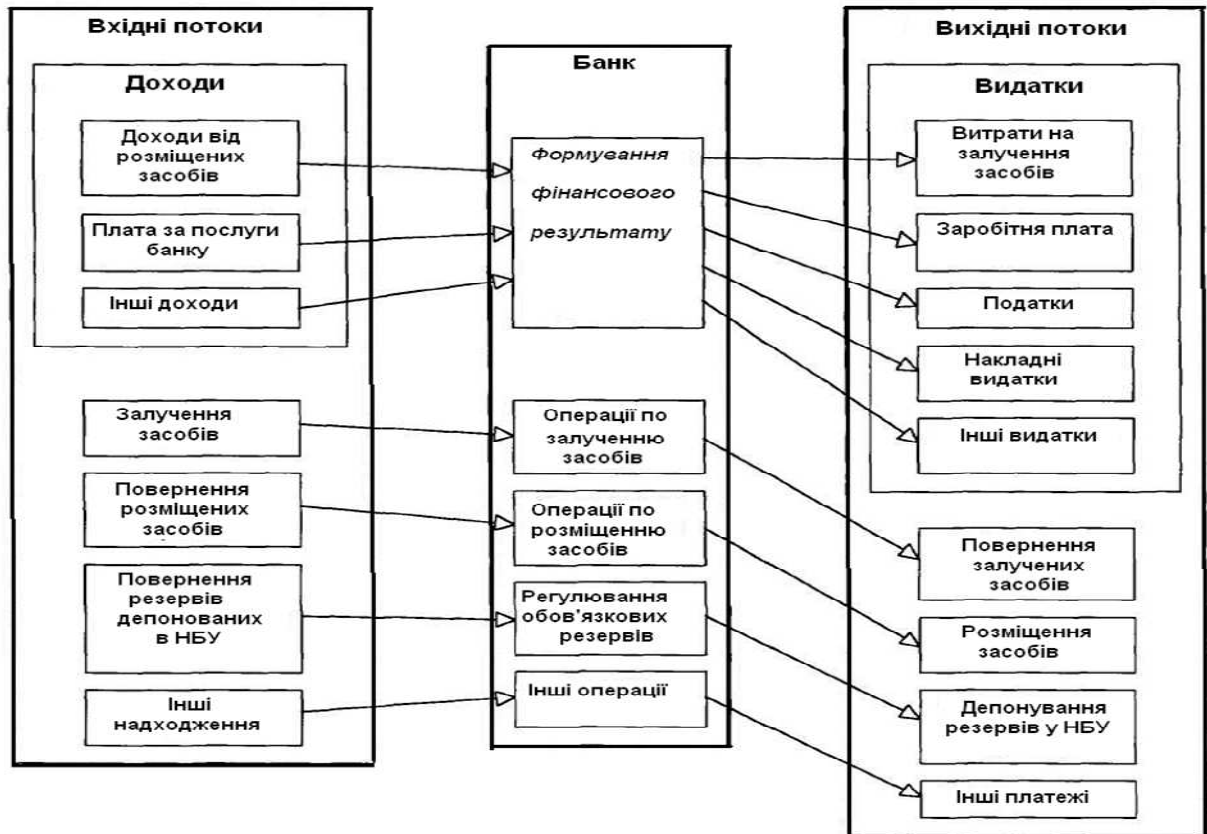 Вхідні потоки
Доходи
Доходи від
розміщених
засобів
Плата за послуги
банку
Інші доходи
Залучення
засобів
Повернення
розміщених
засобів
Повернення
резервів
депонованих
в НБУ
Інші
надходження
Банк
Формування
фінансового
результату
Операції по
залученню
засобів
Операції по
розміщенню
засобів
Регулювання
обов'язкових
резервів
Інші операції
Вихідні потоки
Видатки
Витрати на
залучення
засобів
Заробітна плата
Податки
Накладні
видатки
Інші видатки
Повернення
залучених
засобів
Розміщення
засобів
Депонування
резервів у НБУ
Інші платежі